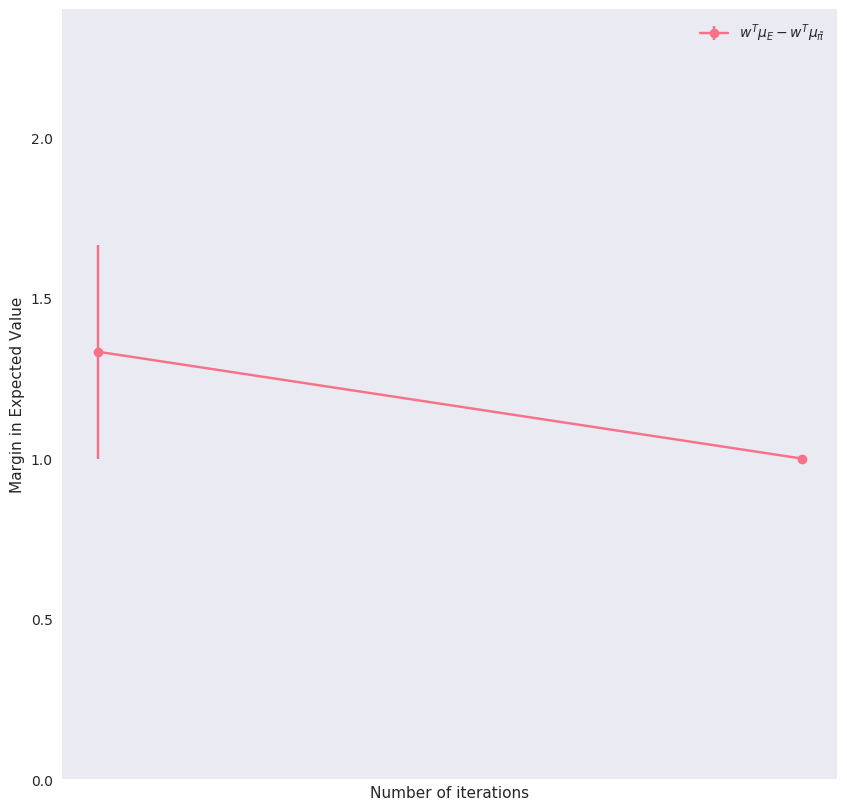 w^T μ_E − w^T μ_π̃
2.0
1.5
1.0
0.5
0.0
Margin in Expected Value
Number of iterations